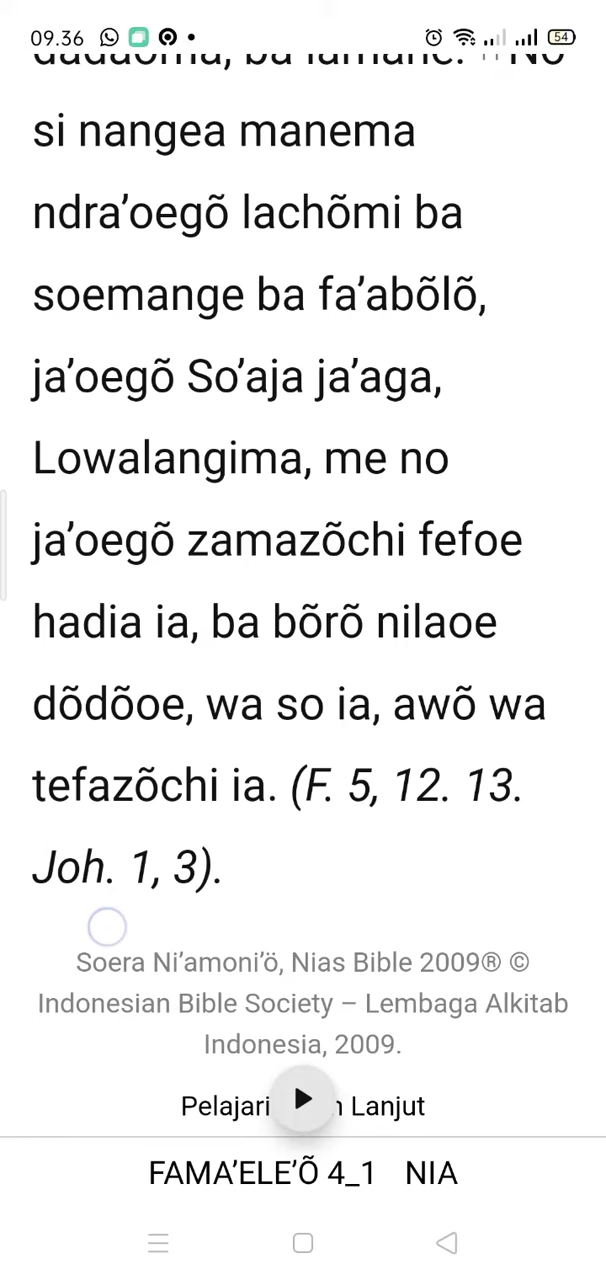 09.36
54
No
si nangea manema
ndra’oegõ lachõmi ba
soemange ba fa’abõlõ,
ja’oegõ So’aja ja’aga,
Lowalangima, me no
ja’oegõ zamazõchi fefoe
hadia ia, ba bõrõ nilaoe
dõdõoe, wa so ia, awõ wa
tefazõchi ia. (F. 5, 12. 13.
Joh. 1, 3).
Soera Ni’amoni’ö, Nias Bible 2009® ©
Indonesian Bible Society – Lembaga Alkitab
Indonesia, 2009.
Pelajari Lanjut
FAMA’ELE’Õ 4_1 NIA